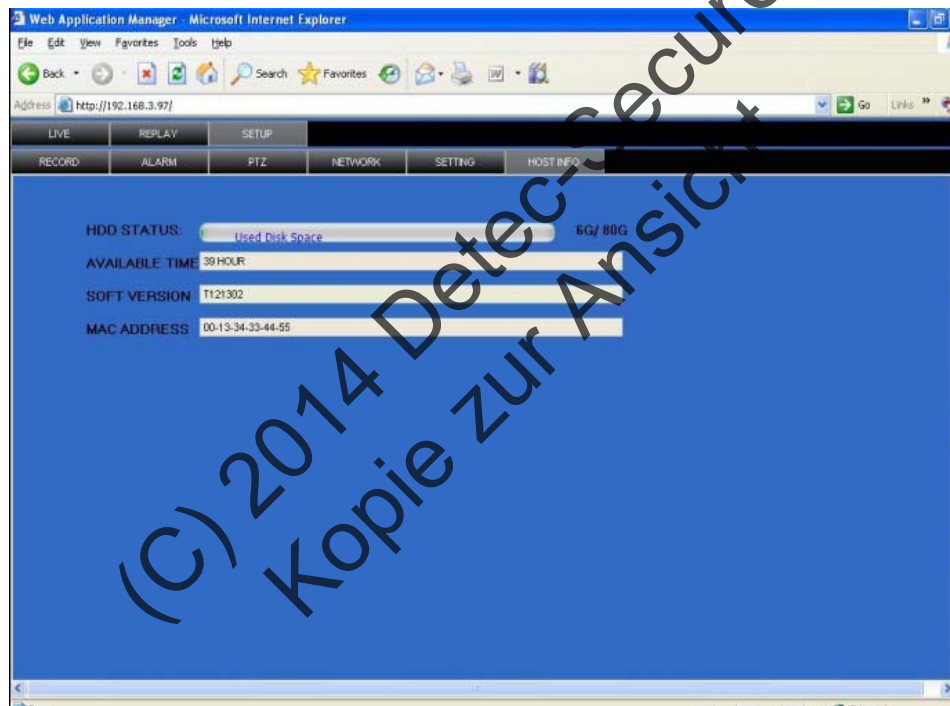 Web Application Manager - Microsoft Internet Explorer
File Edit View Favorites Tools Help
Back Search Favorites
Address http://192.168.3.97/ Go Links »
LIVE REPLAY SETUP
RECORD ALARM PTZ NETWORK SETTING HOST INFO
HDD STATUS: Used Disk Space 6G/ 80G
AVAILABLE TIME 39 HOUR
SOFT VERSION T121302
MAC ADDRESS 00-13-34-33-44-55
(C) 2014 Detec-Secure
Kopie zur Ansicht